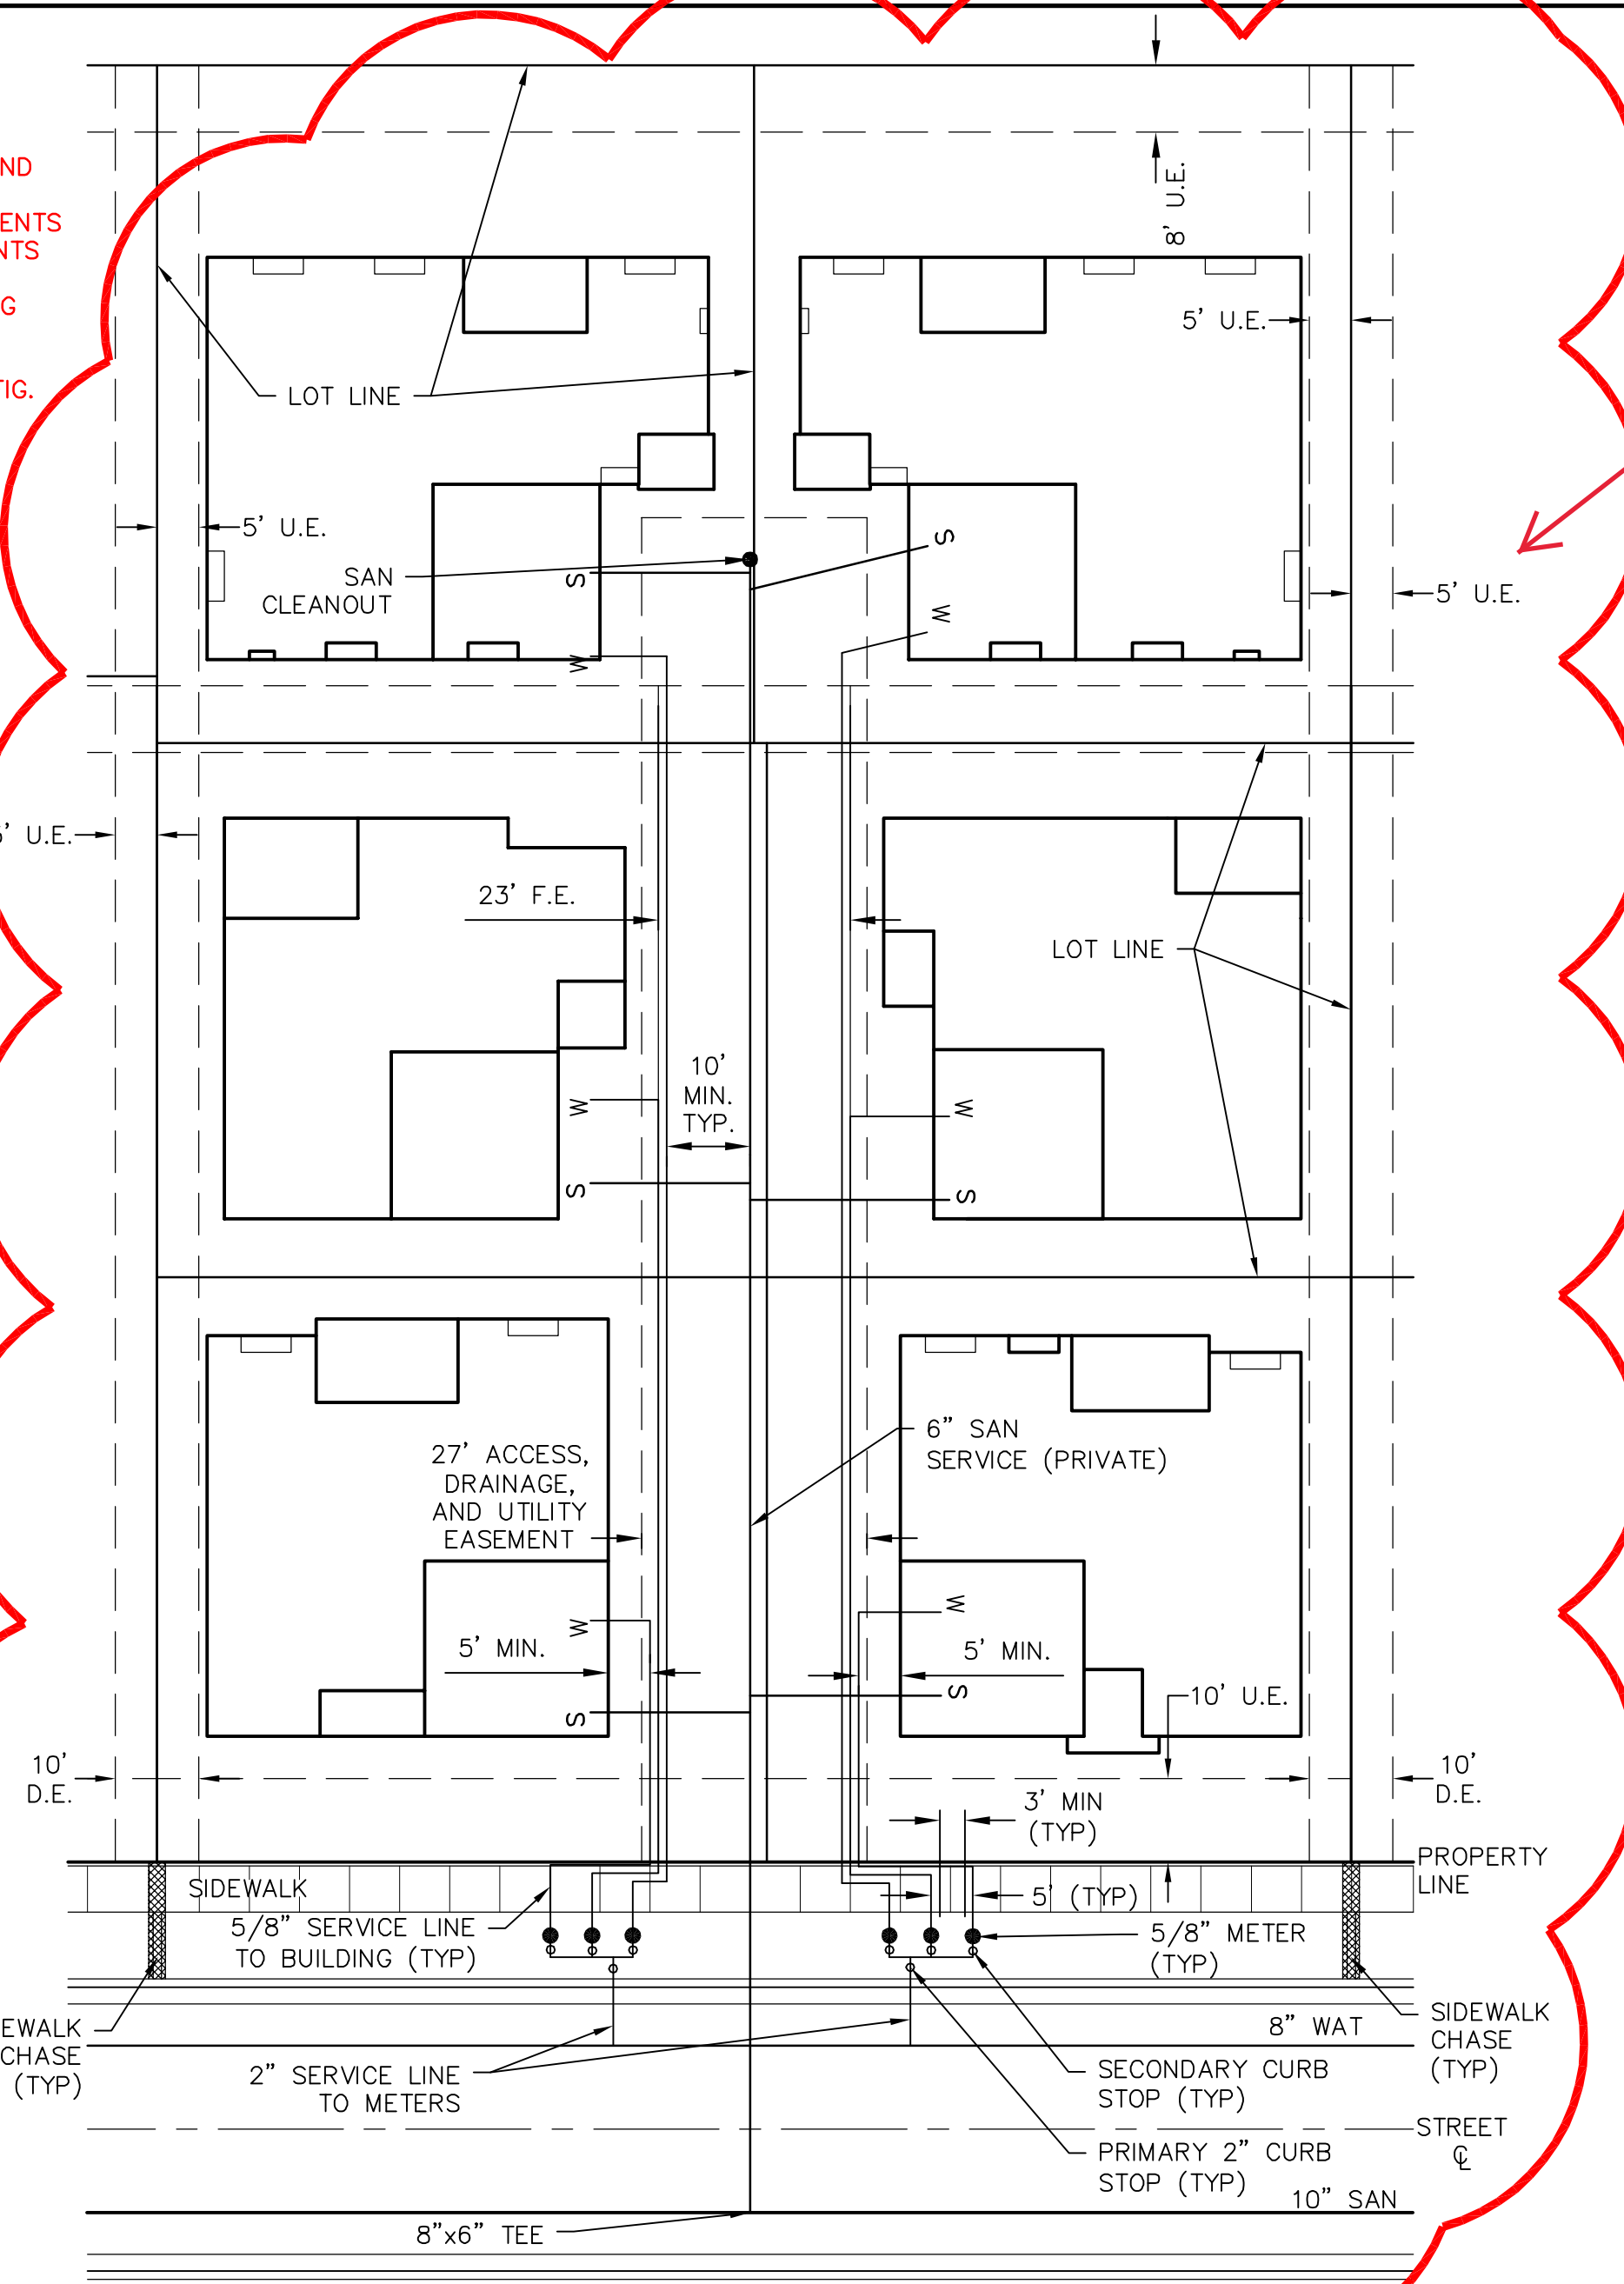 8' U.E.
5' U.E.
LOT LINE
5' U.E.
SAN
CLEANOUT
S
S
W
W
5' U.E.
' U.E.
23' F.E.
LOT LINE
10'
MIN.
TYP.
W
W
S
S
6" SAN
SERVICE (PRIVATE)
27' ACCESS,
DRAINAGE,
AND UTILITY
EASEMENT
W
W
5' MIN.
5' MIN.
S
S
10' U.E.
10'
D.E.
10'
D.E.
3' MIN
(TYP)
PROPERTY
LINE
SIDEWALK
5' (TYP)
5/8" SERVICE LINE
TO BUILDING (TYP)
5/8" METER
(TYP)
EWALK
CHASE
(TYP)
8" WAT
SIDEWALK
CHASE
(TYP)
2" SERVICE LINE
TO METERS
SECONDARY CURB
STOP (TYP)
STREET
℄
PRIMARY 2" CURB
STOP (TYP)
10" SAN
8"x6" TEE
ND
ENTS
NTS
G
TIG.